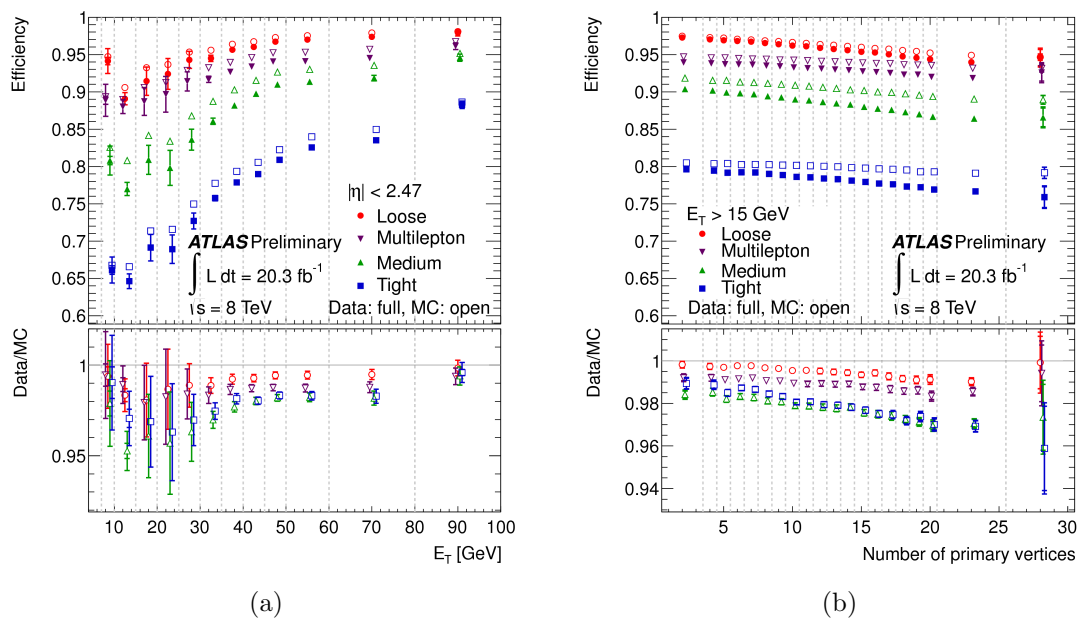 Efficiency
1
0.95
0.9
0.85
0.8
0.75
0.7
0.65
0.6
|η| < 2.47
Loose
Multilepton
Medium
Tight
Data: full, MC: open
ATLAS Preliminary
∫ L dt = 20.3 fb⁻¹
√s = 8 TeV
Data/MC
1
0.95
10 20 30 40 50 60 70 80 90 100
E_T [GeV]
(a)
Efficiency
1
0.95
0.9
0.85
0.8
0.75
0.7
0.65
0.6
E_T > 15 GeV
Loose
Multilepton
Medium
Tight
Data: full, MC: open
ATLAS Preliminary
∫ L dt = 20.3 fb⁻¹
√s = 8 TeV
Data/MC
1
0.98
0.96
0.94
5 10 15 20 25 30
Number of primary vertices
(b)